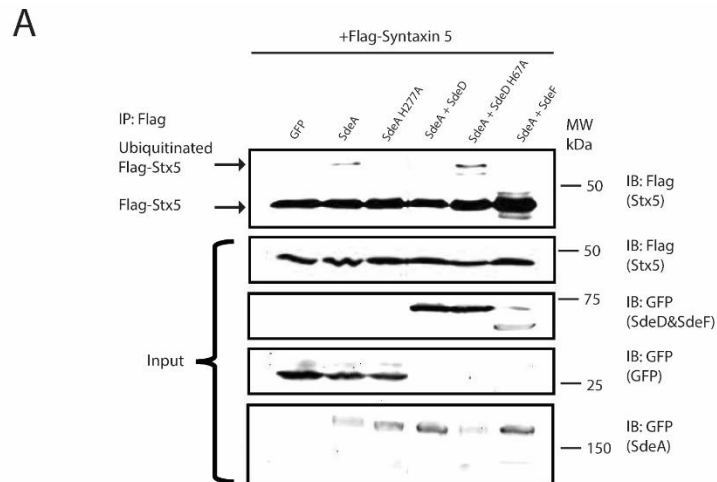 A
+Flag-Syntaxin 5
GFP
SdeA
SdeA H277A
SdeA + SdeD
SdeA + SdeD H67A
SdeA + SdeF
IP: Flag
MW
kDa
Ubiquitinated
Flag-Stx5
Flag-Stx5
50
IB: Flag
(Stx5)
50
IB: Flag
(Stx5)
75
IB: GFP
(SdeD&SdeF)
Input
IB: GFP
(GFP)
25
IB: GFP
(SdeA)
150